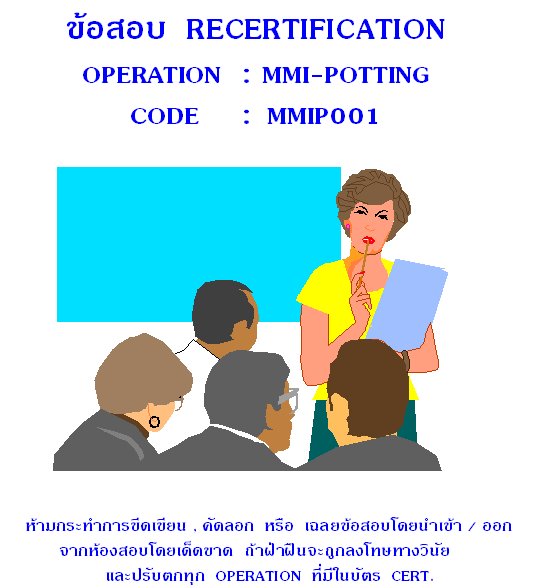 ข้อสอบ RECERTIFICATION
OPERATION : MMI-POTTING
CODE : MMIP001
ห้ามกระทำการขีดเขียน , คัดลอก หรือ เฉลยข้อสอบโดยนำเข้า / ออก
จากห้องสอบโดยเด็ดขาด ถ้าฝ่าฝืนจะถูกลงโทษทางวินัย
และปรับตกทุก OPERATION ที่มีในบัตร CERT.